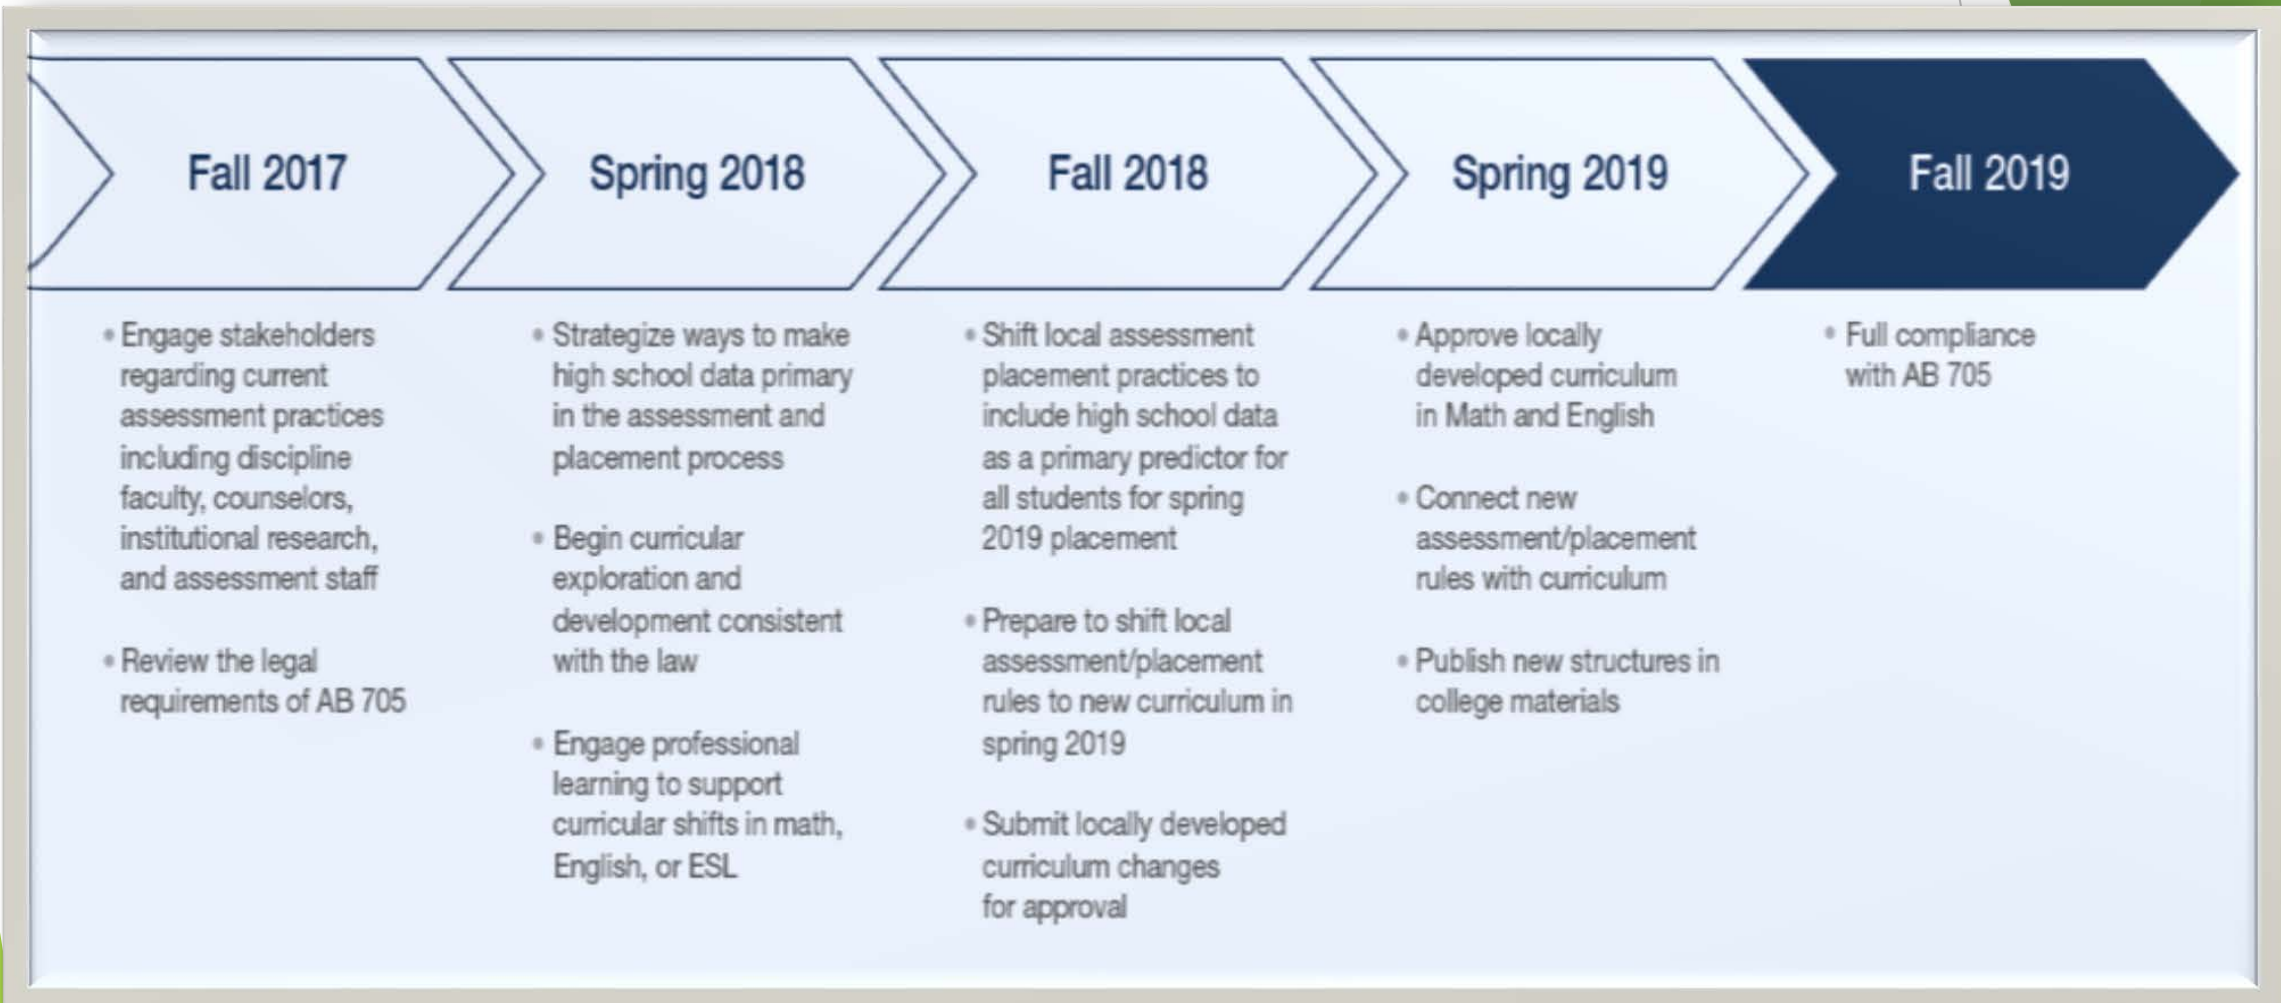 Fall 2017
Spring 2018
Fall 2018
Spring 2019
Fall 2019
• Engage stakeholders
regarding current
assessment practices
including discipline
faculty, counselors,
institutional research,
and assessment staff
• Review the legal
requirements of AB 705
• Strategize ways to make
high school data primary
in the assessment and
placement process
• Begin curricular
exploration and
development consistent
with the law
• Engage professional
learning to support
curricular shifts in math,
English, or ESL
• Shift local assessment
placement practices to
include high school data
as a primary predictor for
all students for spring
2019 placement
• Prepare to shift local
assessment/placement
rules to new curriculum in
spring 2019
• Submit locally developed
curriculum changes
for approval
• Approve locally
developed curriculum
in Math and English
• Connect new
assessment/placement
rules with curriculum
• Publish new structures in
college materials
• Full compliance
with AB 705